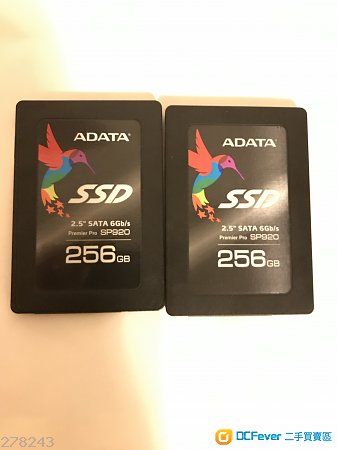 ADATA
SSD
2.5" SATA 6Gb/s
Premier Pro SP920
256GB
ADATA
SSD
2.5" SATA 6Gb/s
Premier Pro SP920
256GB
278243
DCFever 二手買賣區